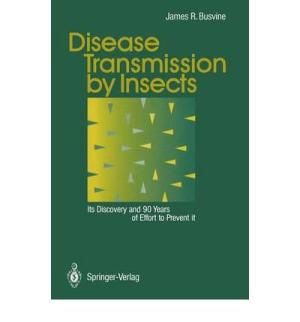 James R. Busvine
Disease
Transmission
by Insects
Its Discovery and 90 Years
of Effort to Prevent it
Springer-Verlag